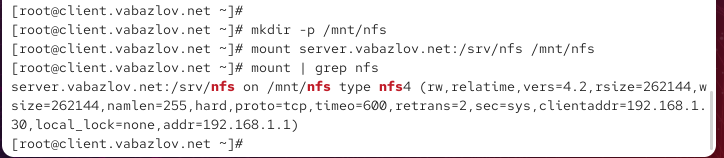 [root@client.vabazlov.net ~]#
[root@client.vabazlov.net ~]# mkdir -p /mnt/nfs
[root@client.vabazlov.net ~]# mount server.vabazlov.net:/srv/nfs /mnt/nfs
[root@client.vabazlov.net ~]# mount | grep nfs
server.vabazlov.net:/srv/nfs on /mnt/nfs type nfs4 (rw,relatime,vers=4.2,rsize=262144,w
size=262144,namlen=255,hard,proto=tcp,timeo=600,retrans=2,sec=sys,clientaddr=192.168.1.
30,local_lock=none,addr=192.168.1.1)
[root@client.vabazlov.net ~]#